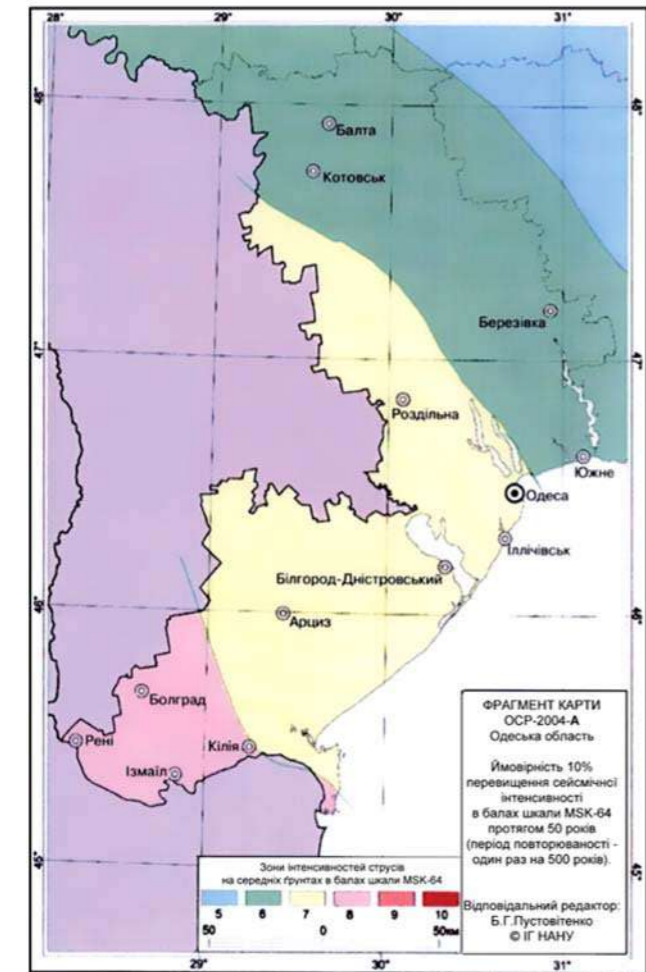 28°
29°
30°
31°
48°
48°
Балта
Котовськ
Березівка
47°
47°
Роздільна
Южне
Одеса
Іллічівськ
Білгород-Дністровський
46°
46°
Арциз
Болград
Рені
Кілія
Ізмаїл
45°
45°
ФРАГМЕНТ КАРТИ
ОСР-2004-А
Одеська область
Ймовірність 10%
перевищення сейсмічної
інтенсивності
в балах шкали MSK-64
протягом 50 років
(період повторюваості -
один раз на 500 років).
Відповідальний редактор:
Б.Г.Пустовітенко
© ІГ НАНУ
Зони інтенсивностей струсів
на середніх ґрунтах в балах шкали MSK-64
5 6 7 8 9 10
50 0 50км
29°
30°
31°